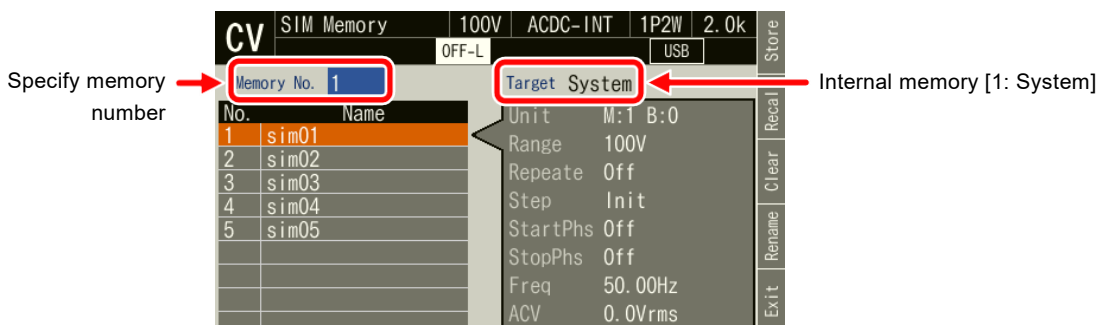 CV SIM Memory 100V ACDC-INT 1P2W 2.0k
OFF-L USB
Specify memory number
Memory No. 1
Target System
Internal memory [1: System]
No. Name
1 sim01
2 sim02
3 sim03
4 sim04
5 sim05
Unit M:1 B:0
Range 100V
Repeate Off
Step Init
StartPhs Off
StopPhs Off
Freq 50.00Hz
ACV 0.0Vrms
Store
Recal
Clear
Rename
Exit